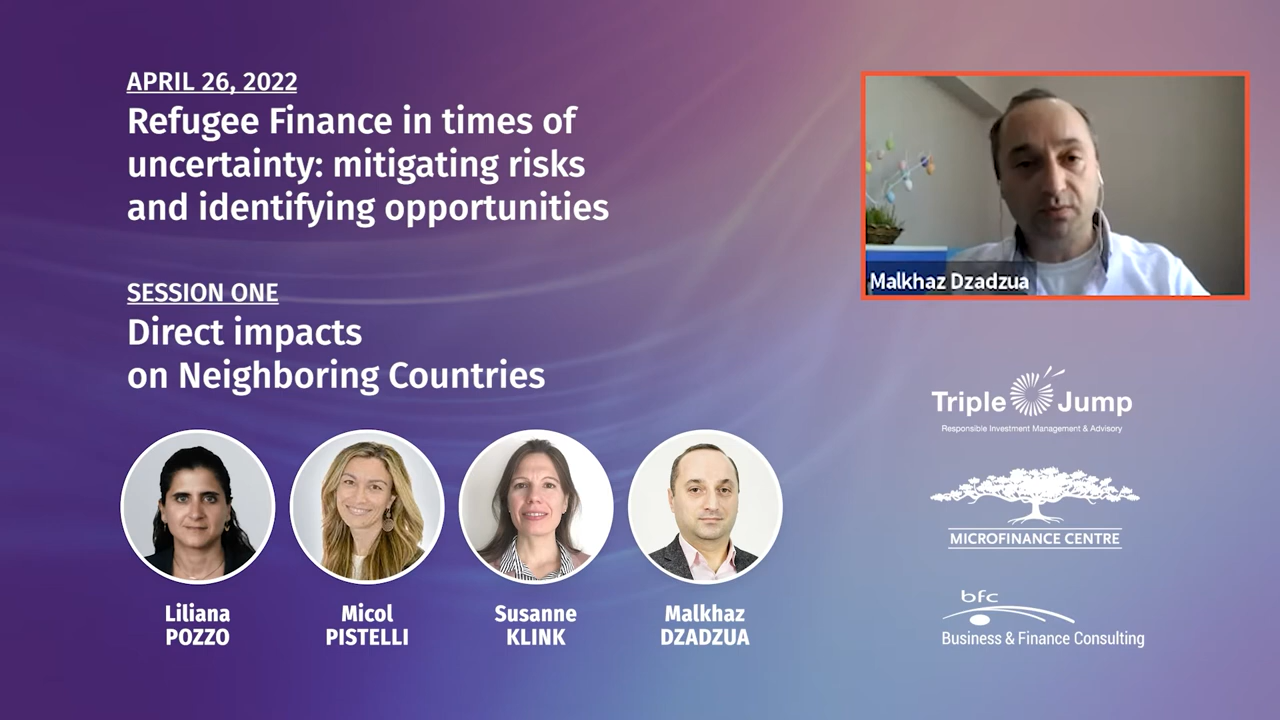 APRIL 26, 2022
Refugee Finance in times of
uncertainty: mitigating risks
and identifying opportunities
SESSION ONE
Direct impacts
on Neighboring Countries
Liliana
POZZO
Micol
PISTELLI
Susanne
KLINK
Malkhaz
DZADZUA
Malkhaz Dzadzua
Triple Jump
Responsible Investment Management & Advisory
MICROFINANCE CENTRE
bfc
Business & Finance Consulting